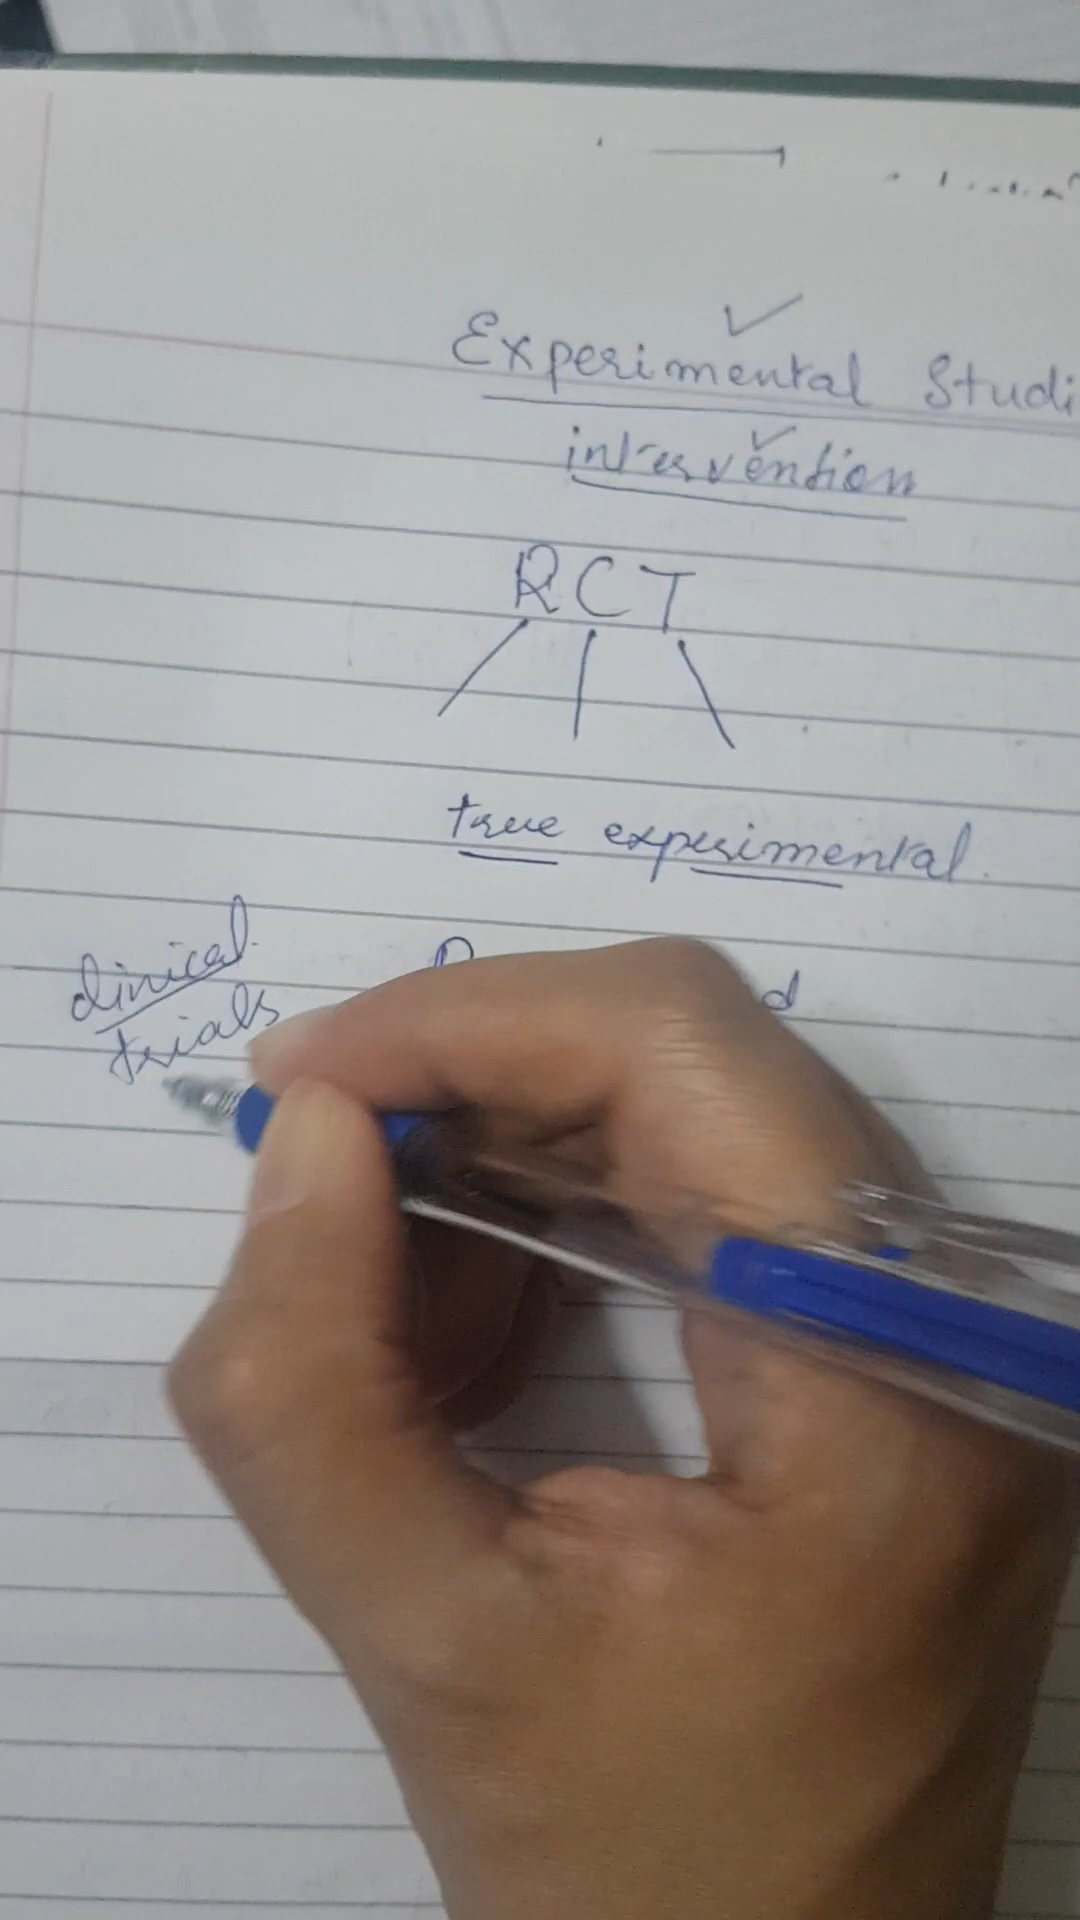 Experimental Studi
intervention
RCT
true experimental.
clinical
trials